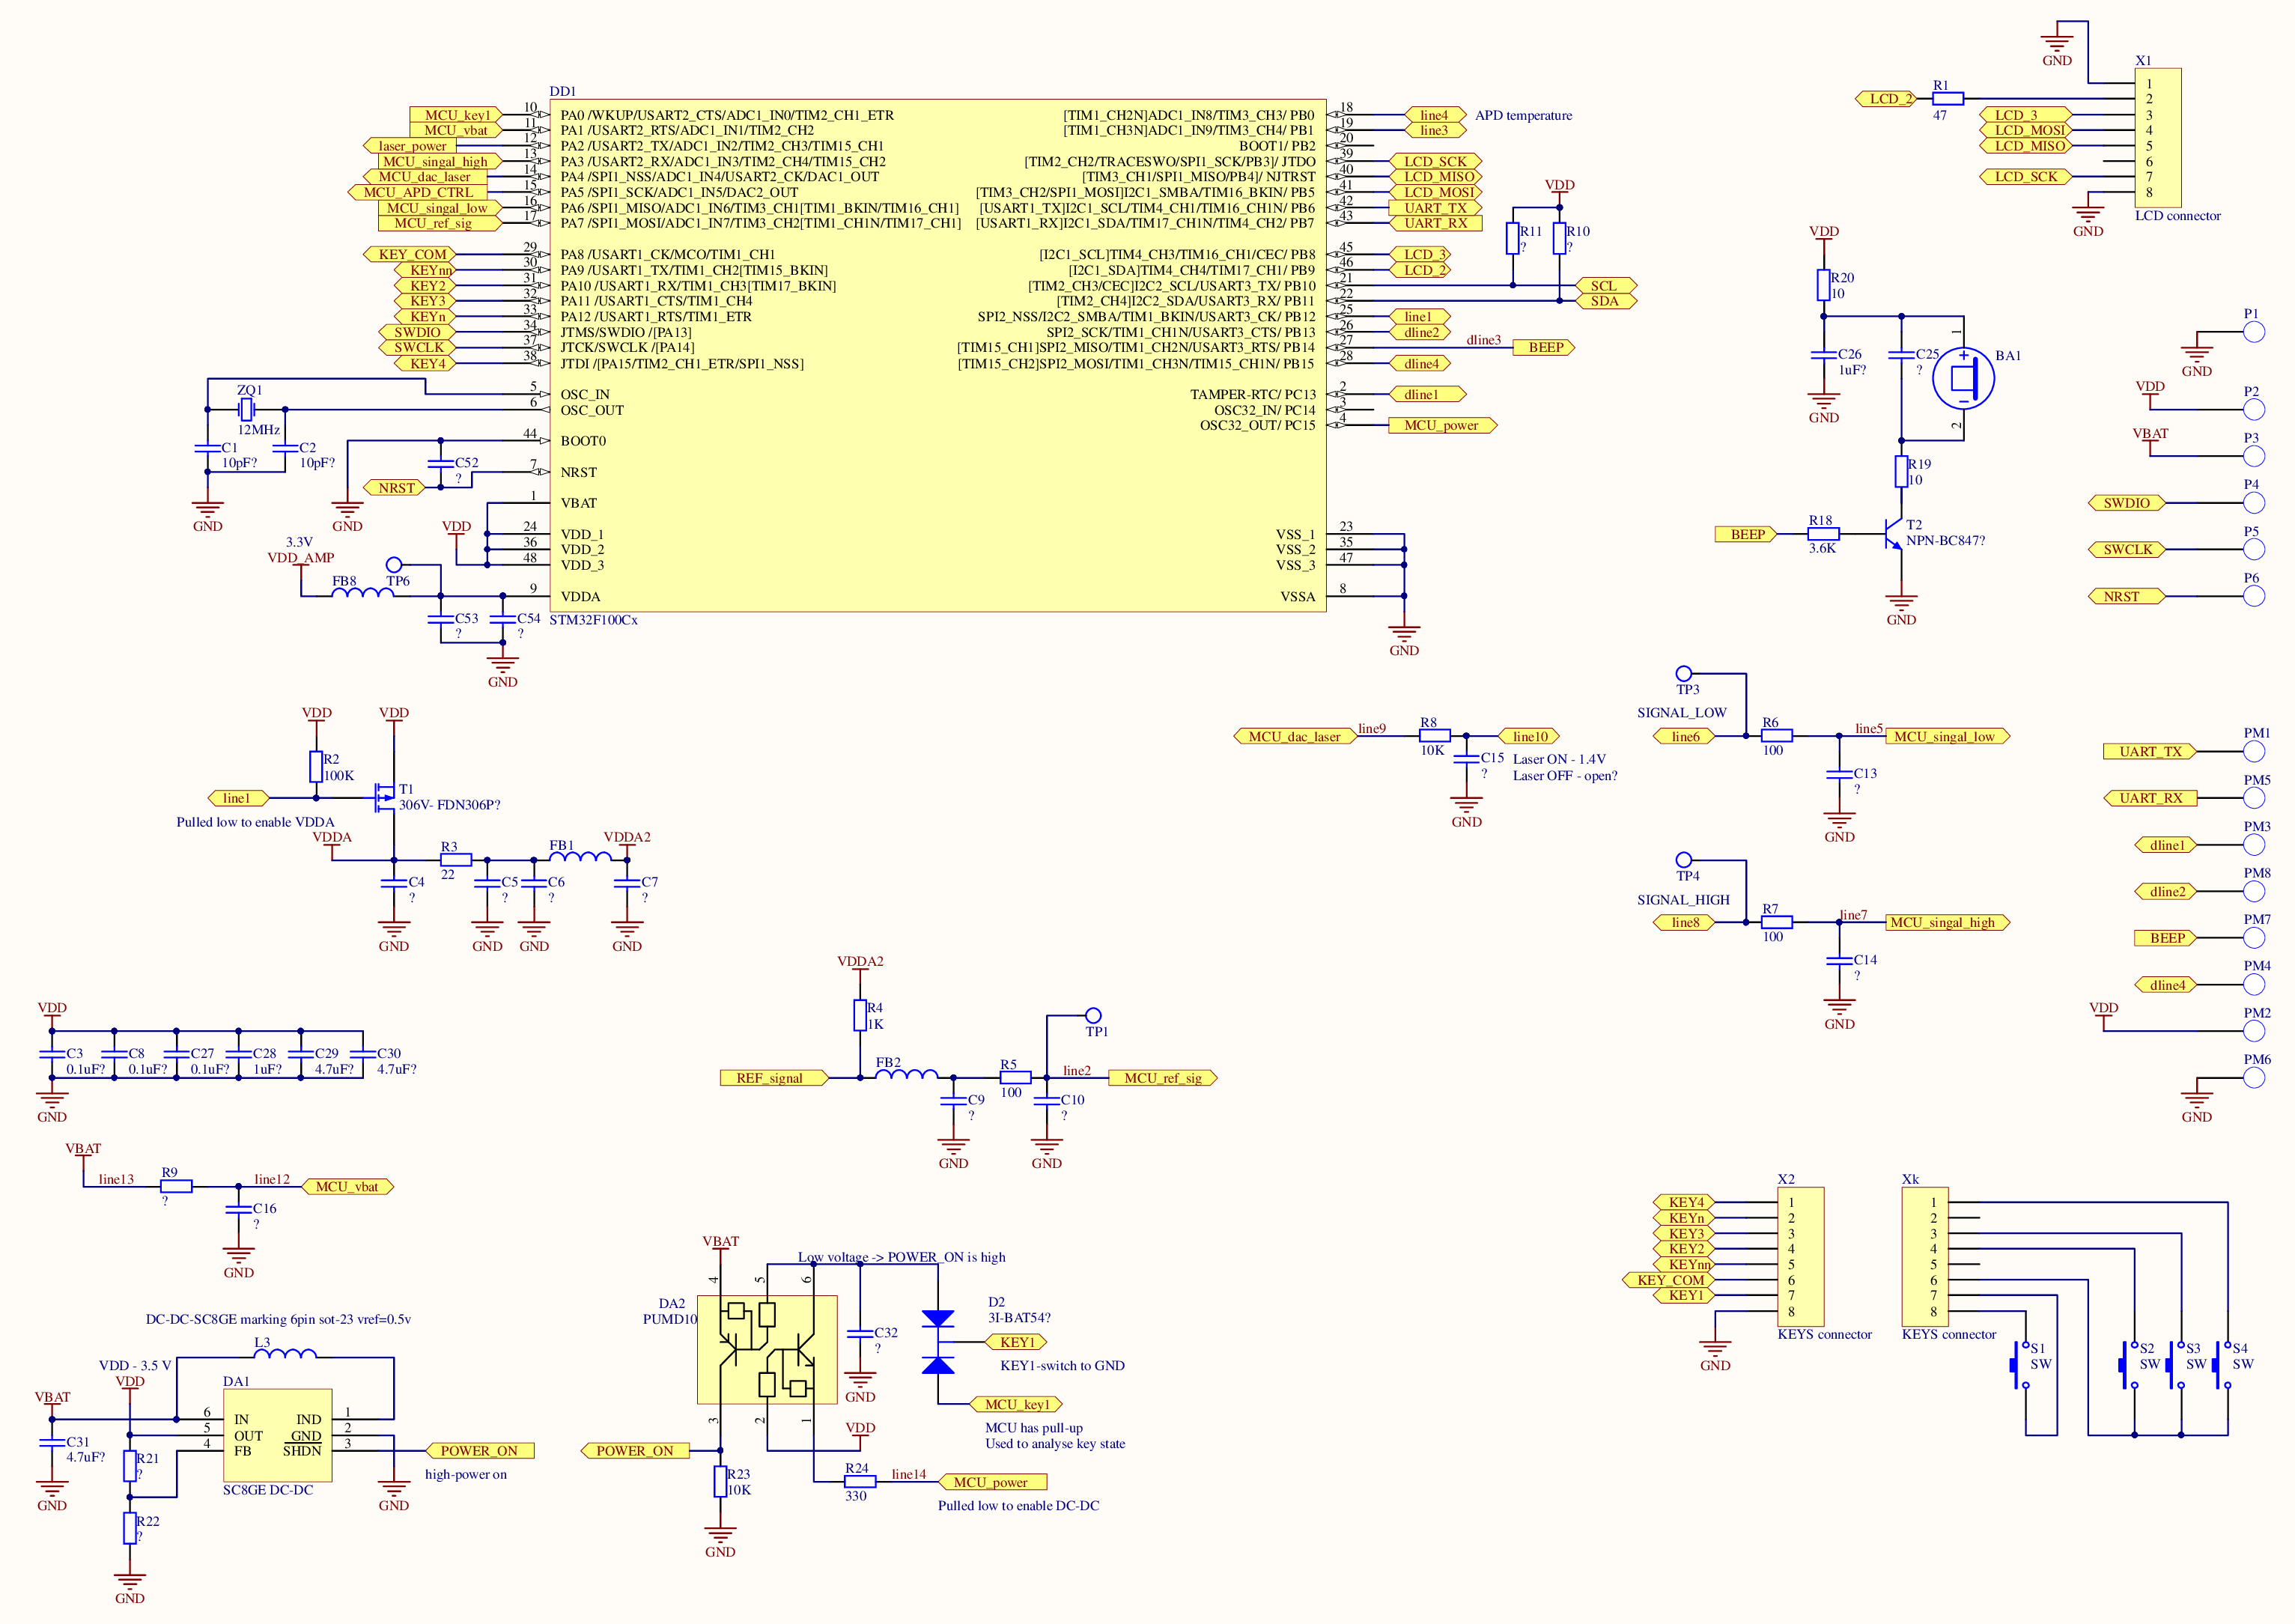 DD1
MCU_key1 10 PA0 /WKUP/USART2_CTS/ADC1_IN0/TIM2_CH1_ETR
MCU_vbat 11 PA1 /USART2_RTS/ADC1_IN1/TIM2_CH2
laser_power 12 PA2 /USART2_TX/ADC1_IN2/TIM2_CH3/TIM15_CH1
MCU_singal_high 13 PA3 /USART2_RX/ADC1_IN3/TIM2_CH4/TIM15_CH2
MCU_dac_laser 14 PA4 /SPI1_NSS/ADC1_IN4/USART2_CK/DAC1_OUT
MCU_APD_CTRL 15 PA5 /SPI1_SCK/ADC1_IN5/DAC2_OUT
MCU_singal_low 16 PA6 /SPI1_MISO/ADC1_IN6/TIM3_CH1[TIM1_BKIN/TIM16_CH1]
MCU_ref_sig 17 PA7 /SPI1_MOSI/ADC1_IN7/TIM3_CH2[TIM1_CH1N/TIM17_CH1]
KEY_COM 29 PA8 /USART1_CK/MCO/TIM1_CH1
KEYnn 30 PA9 /USART1_TX/TIM1_CH2[TIM15_BKIN]
KEY2 31 PA10 /USART1_RX/TIM1_CH3[TIM17_BKIN]
KEY3 32 PA11 /USART1_CTS/TIM1_CH4
KEYn 33 PA12 /USART1_RTS/TIM1_ETR
SWDIO 34 JTMS/SWDIO /[PA13]
SWCLK 37 JTCK/SWCLK /[PA14]
KEY4 38 JTDI /[PA15/TIM2_CH1_ETR/SPI1_NSS]
5 OSC_IN
6 OSC_OUT
ZQ1
12MHz
C1
10pF?
C2
10pF?
GND
44 BOOT0
C52
?
7 NRST
NRST
GND
1 VBAT
VDD
24 VDD_1
36 VDD_2
48 VDD_3
3.3V
VDD_AMP
FB8
TP6
9 VDDA
C53
?
C54
?
GND
STM32F100Cx
[TIM1_CH2N]ADC1_IN8/TIM3_CH3/ PB0 18 line4 APD temperature
[TIM1_CH3N]ADC1_IN9/TIM3_CH4/ PB1 19 line3
BOOT1/ PB2 20
[TIM2_CH2/TRACESWO/SPI1_SCK/PB3]/ JTDO 39 LCD_SCK
[TIM3_CH1/SPI1_MISO/PB4]/ NJTRST 40 LCD_MISO
[TIM3_CH2/SPI1_MOSI]I2C1_SMBA/TIM16_BKIN/ PB5 41 LCD_MOSI
[USART1_TX]I2C1_SCL/TIM4_CH1/TIM16_CH1N/ PB6 42 UART_TX
[USART1_RX]I2C1_SDA/TIM17_CH1N/TIM4_CH2/ PB7 43 UART_RX
[I2C1_SCL]TIM4_CH3/TIM16_CH1/CEC/ PB8 45 LCD_3
[I2C1_SDA]TIM4_CH4/TIM17_CH1/ PB9 46 LCD_2
[TIM2_CH3/CEC]I2C2_SCL/USART3_TX/ PB10 21 SCL
[TIM2_CH4]I2C2_SDA/USART3_RX/ PB11 22 SDA
SPI2_NSS/I2C2_SMBA/TIM1_BKIN/USART3_CK/ PB12 25 line1
SPI2_SCK/TIM1_CH1N/USART3_CTS/ PB13 26 dline2
[TIM15_CH1]SPI2_MISO/TIM1_CH2N/USART3_RTS/ PB14 27 dline3 BEEP
[TIM15_CH2]SPI2_MOSI/TIM1_CH3N/TIM15_CH1N/ PB15 28 dline4
TAMPER-RTC/ PC13 2 dline1
OSC32_IN/ PC14 3
OSC32_OUT/ PC15 4 MCU_power
VDD
R11
?
R10
?
VSS_1 23
VSS_2 35
VSS_3 47
VSSA 8
GND
GND
X1
LCD_2 R1 47
1
2
LCD_3 3
LCD_MOSI 4
LCD_MISO 5
6
LCD_SCK 7
8
GND
LCD connector
VDD
R20
10
C26
1uF?
GND
C25
?
1
+
-
2
BA1
R19
10
BEEP
R18
3.6K
T2
NPN-BC847?
GND
P1
GND
P2
VDD
P3
VBAT
P4
SWDIO
P5
SWCLK
P6
NRST
VDD
VDD
R2
100K
line1
T1
306V- FDN306P?
Pulled low to enable VDDA
VDDA
R3
22
FB1
VDDA2
C4
?
C5
?
C6
?
C7
?
GND
GND
GND
GND
MCU_dac_laser
line9
R8
10K
line10
C15
?
Laser ON - 1.4V
Laser OFF - open?
GND
TP3
SIGNAL_LOW
line6
R6
100
line5
MCU_singal_low
C13
?
GND
TP4
SIGNAL_HIGH
line8
R7
100
line7
MCU_singal_high
C14
?
GND
PM1
UART_TX
PM5
UART_RX
PM3
dline1
PM8
dline2
PM7
BEEP
PM4
dline4
PM2
VDD
PM6
GND
VDD
C3
0.1uF?
C8
0.1uF?
C27
0.1uF?
C28
1uF?
C29
4.7uF?
C30
4.7uF?
GND
VDDA2
R4
1K
REF_signal
FB2
C9
?
GND
R5
100
TP1
line2
MCU_ref_sig
C10
?
GND
VBAT
line13
R9
?
line12
MCU_vbat
C16
?
GND
DC-DC-SC8GE marking 6pin sot-23 vref=0.5v
L3
VDD - 3.5 V
VDD
DA1
VBAT
6 IN IND 1
5 OUT GND 2
4 FB SHDN 3
POWER_ON
high-power on
C31
4.7uF?
GND
R21
?
SC8GE DC-DC
GND
R22
?
GND
VBAT
Low voltage -> POWER_ON is high
4
5
6
DA2
PUMD10
C32
GND
D2
3I-BAT54?
KEY1
KEY1-switch to GND
MCU_key1
MCU has pull-up
Used to analyse key state
3
2
1
POWER_ON
VDD
R23
10K
GND
R24
330
line14
MCU_power
Pulled low to enable DC-DC
X2
KEY4 1
KEYn 2
KEY3 3
KEY2 4
KEYnn 5
KEY_COM 6
KEY1 7
8
GND
KEYS connector
Xk
1
2
3
4
5
6
7
8
KEYS connector
S1
SW
S2
SW
S3
SW
S4
SW